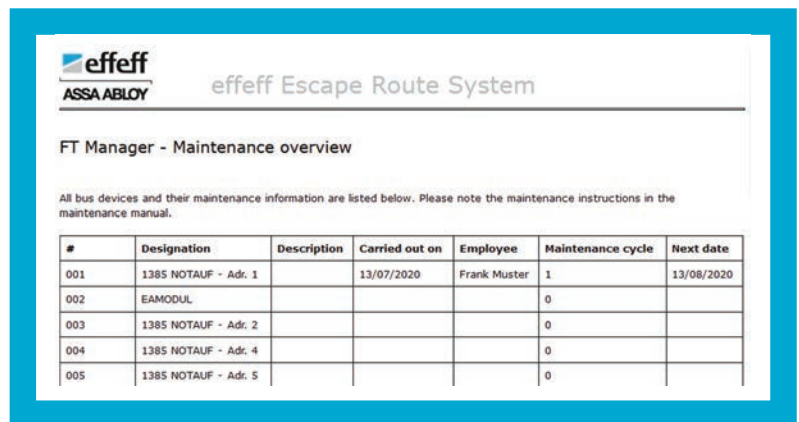 effeff
ASSA ABLOY
effeff Escape Route System
FT Manager - Maintenance overview
All bus devices and their maintenance information are listed below. Please note the maintenance instructions in the
maintenance manual.
# Designation Description Carried out on Employee Maintenance cycle Next date
001 1385 NOTAUF - Adr. 1 13/07/2020 Frank Muster 1 13/08/2020
002 EAMODUL 0
003 1385 NOTAUF - Adr. 2 0
004 1385 NOTAUF - Adr. 4 0
005 1385 NOTAUF - Adr. 5 0